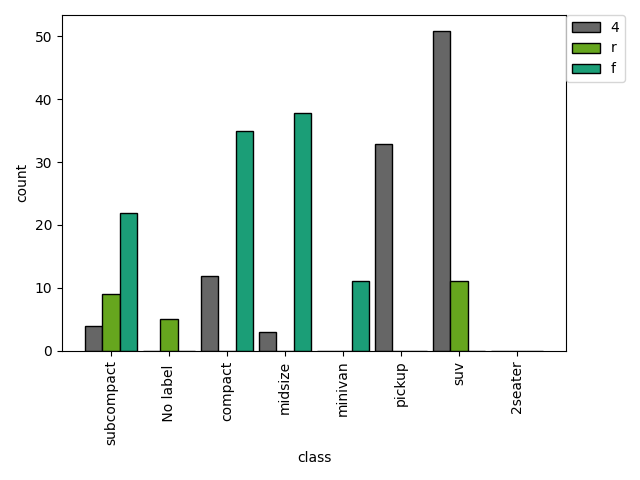 4
r
f
count
50
40
30
20
10
0
subcompact
No label
compact
midsize
minivan
pickup
suv
2seater
class